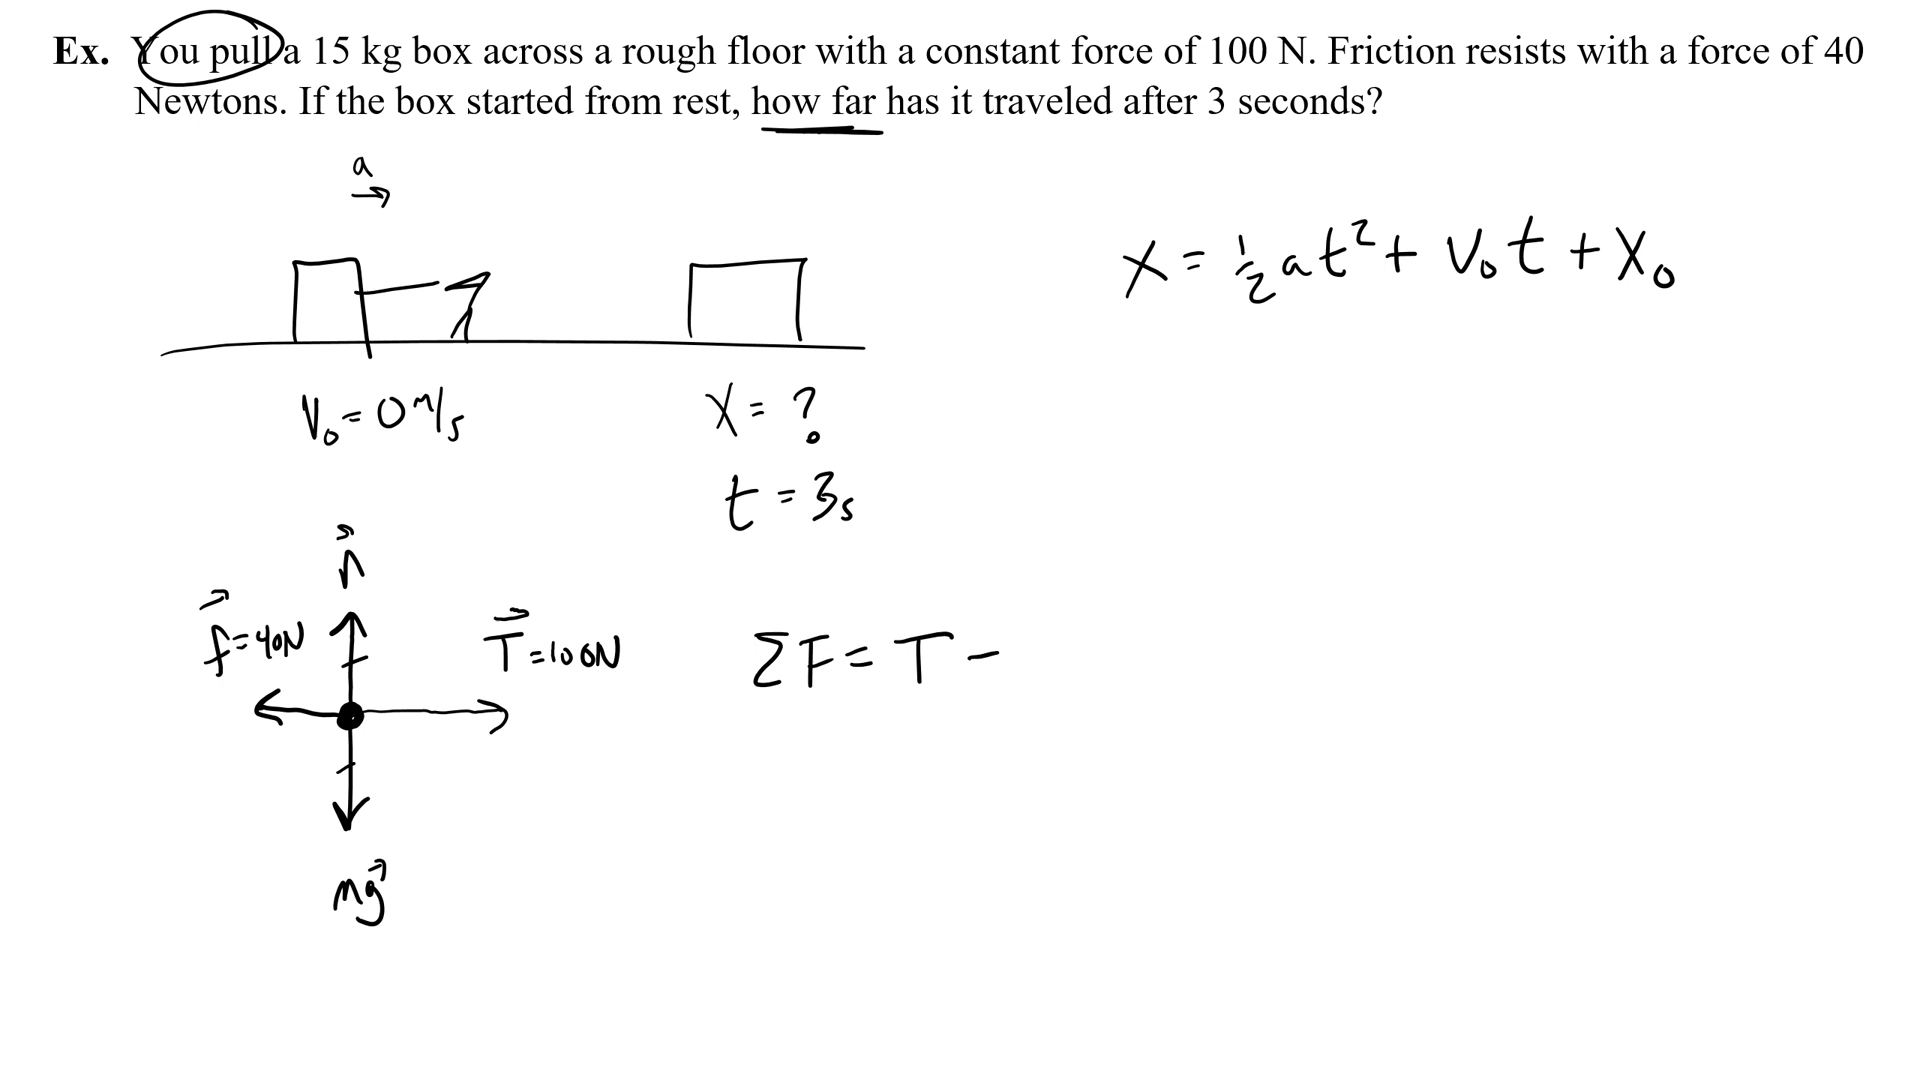 Ex. You pull a 15 kg box across a rough floor with a constant force of 100 N. Friction resists with a force of 40
Newtons. If the box started from rest, how far has it traveled after 3 seconds?
a
x = ½at² + v₀t + x₀
v₀ = 0 m/s
x = ?
t = 3s
n⃗
f⃗ = 40N
T⃗ = 100N
ΣF = T –
mg⃗